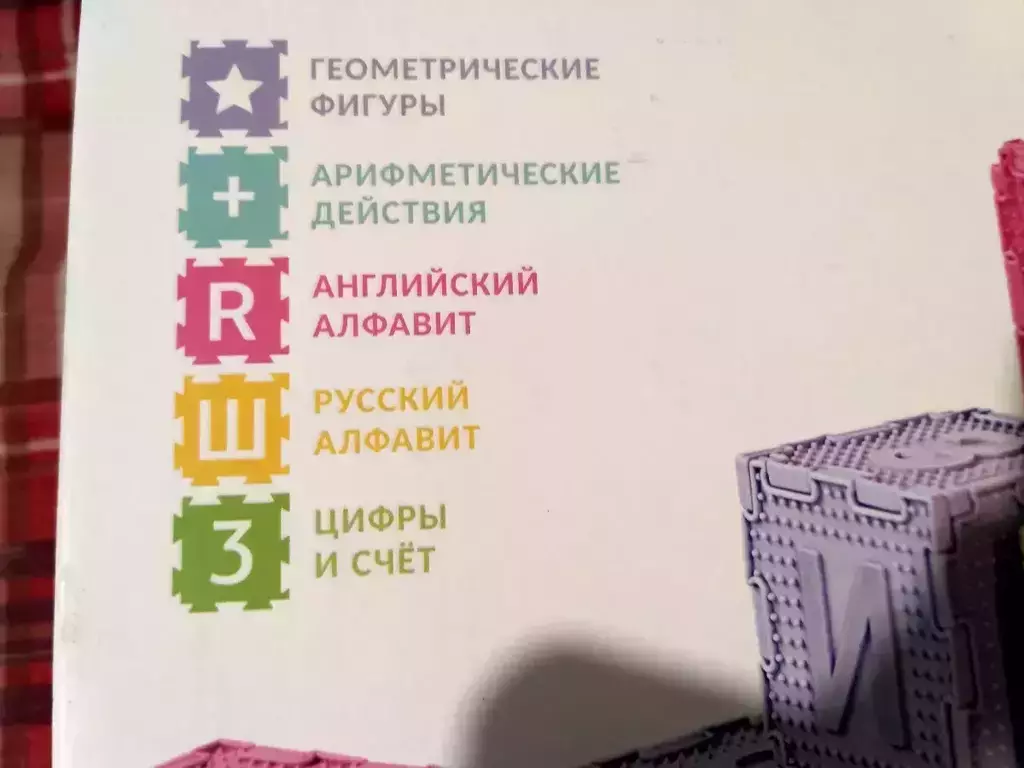 ГЕОМЕТРИЧЕСКИЕ
ФИГУРЫ
+ АРИФМЕТИЧЕСКИЕ
ДЕЙСТВИЯ
R АНГЛИЙСКИЙ
АЛФАВИТ
Ш РУССКИЙ
АЛФАВИТ
3 ЦИФРЫ
И СЧЁТ
И